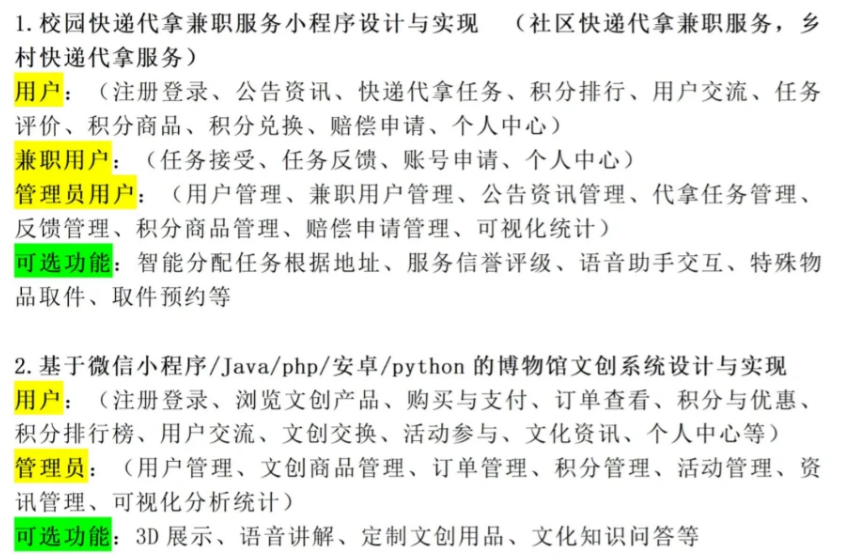 1.校园快递代拿兼职服务小程序设计与实现 （社区快递代拿兼职服务，乡
村快递代拿服务）
用户：（注册登录、公告资讯、快递代拿任务、积分排行、用户交流、任务
评价、积分商品、积分兑换、赔偿申请、个人中心）
兼职用户：（任务接受、任务反馈、账号申请、个人中心）
管理员用户：（用户管理、兼职用户管理、公告资讯管理、代拿任务管理、
反馈管理、积分商品管理、赔偿申请管理、可视化统计）
可选功能：智能分配任务根据地址、服务信誉评级、语音助手交互、特殊物
品取件、取件预约等
2.基于微信小程序/Java/php/安卓/python 的博物馆文创系统设计与实现
用户：（注册登录、浏览文创产品、购买与支付、订单查看、积分与优惠、
积分排行榜、用户交流、文创交换、活动参与、文化资讯、个人中心等）
管理员：（用户管理、文创商品管理、订单管理、积分管理、活动管理、资
讯管理、可视化分析统计）
可选功能：3D 展示、语音讲解、定制文创用品、文化知识问答等